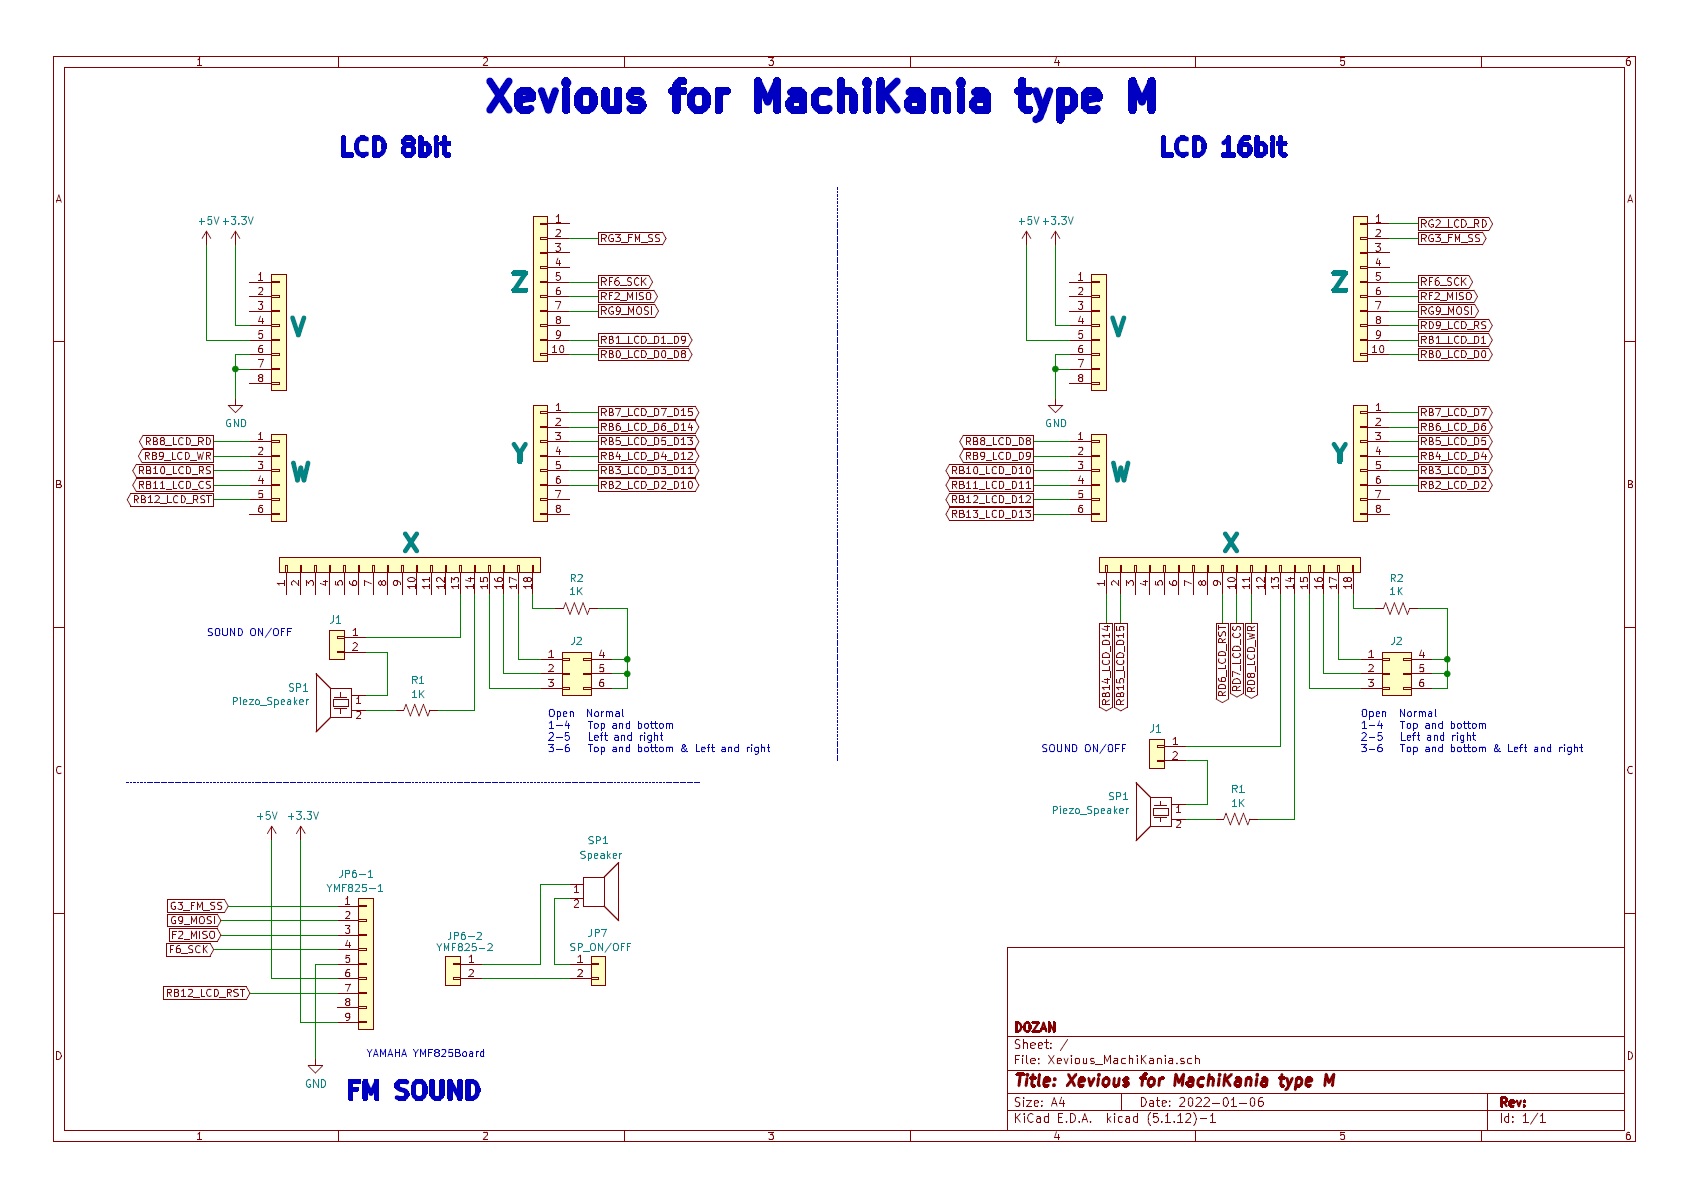 Xevious for MachiKania type M
LCD 8bit
+5V +3.3V
1
2
3
4
5
6
7
8
V
GND
RB8_LCD_RD 1
RB9_LCD_WR 2
RB10_LCD_RS 3
RB11_LCD_CS 4
RB12_LCD_RST 5
6
W
Z
1
2 RG3_FM_SS
3
4
5 RF6_SCK
6 RF2_MISO
7 RG9_MOSI
8
9 RB1_LCD_D1_D9
10 RB0_LCD_D0_D8
Y
1 RB7_LCD_D7_D15
2 RB6_LCD_D6_D14
3 RB5_LCD_D5_D13
4 RB4_LCD_D4_D12
5 RB3_LCD_D3_D11
6 RB2_LCD_D2_D10
7
8
X
1 2 3 4 5 6 7 8 9 10 11 12 13 14 15 16 17 18
R2
1K
J1
SOUND ON/OFF
1
2
SP1
Piezo_Speaker
1
2
R1
1K
J2
1 4
2 5
3 6
Open Normal
1-4 Top and bottom
2-5 Left and right
3-6 Top and bottom & Left and right
+5V +3.3V
JP6-1
YMF825-1
G3_FM_SS 1
G9_MOSI 2
F2_MISO 3
F6_SCK 4
5
6
RB12_LCD_RST 7
8
9
GND
YAMAHA YMF825Board
FM SOUND
SP1
Speaker
1
2
JP6-2
YMF825-2
1
2
JP7
SP_ON/OFF
1
2
LCD 16bit
+5V +3.3V
1
2
3
4
5
6
7
8
V
GND
RB8_LCD_D8 1
RB9_LCD_D9 2
RB10_LCD_D10 3
RB11_LCD_D11 4
RB12_LCD_D12 5
RB13_LCD_D13 6
W
Z
1 RG2_LCD_RD
2 RG3_FM_SS
3
4
5 RF6_SCK
6 RF2_MISO
7 RG9_MOSI
8 RD9_LCD_RS
9 RB1_LCD_D1
10 RB0_LCD_D0
Y
1 RB7_LCD_D7
2 RB6_LCD_D6
3 RB5_LCD_D5
4 RB4_LCD_D4
5 RB3_LCD_D3
6 RB2_LCD_D2
7
8
X
1 2 3 4 5 6 7 8 9 10 11 12 13 14 15 16 17 18
RB14_LCD_D14
RB15_LCD_D15
RD6_LCD_RST
RD7_LCD_CS
RD8_LCD_WR
R2
1K
J2
1 4
2 5
3 6
Open Normal
1-4 Top and bottom
2-5 Left and right
3-6 Top and bottom & Left and right
J1
SOUND ON/OFF
1
2
SP1
Piezo_Speaker
1
2
R1
1K
DOZAN
Sheet: /
File: Xevious_MachiKania.sch
Title: Xevious for MachiKania type M
Size: A4 Date: 2022-01-06 Rev:
KiCad E.D.A. kicad (5.1.12)-1 Id: 1/1
1 2 3 4 5 6
1 2 3 4 5 6
A
B
C
D
A
B
C
D